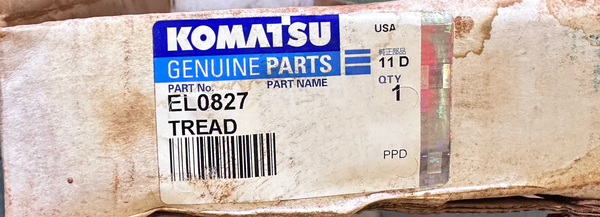 KOMATSU
USA
GENUINE PARTS
純正部品
11 D
PART No.
PART NAME
QTY
EL0827
1
TREAD
PPD